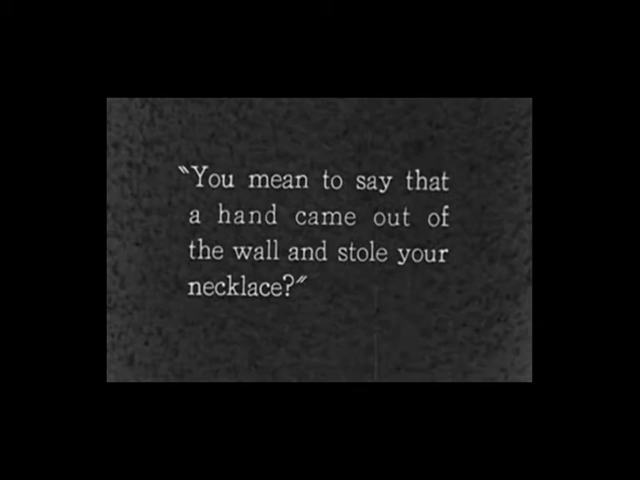 "You mean to say that
a hand came out of
the wall and stole your
necklace?"